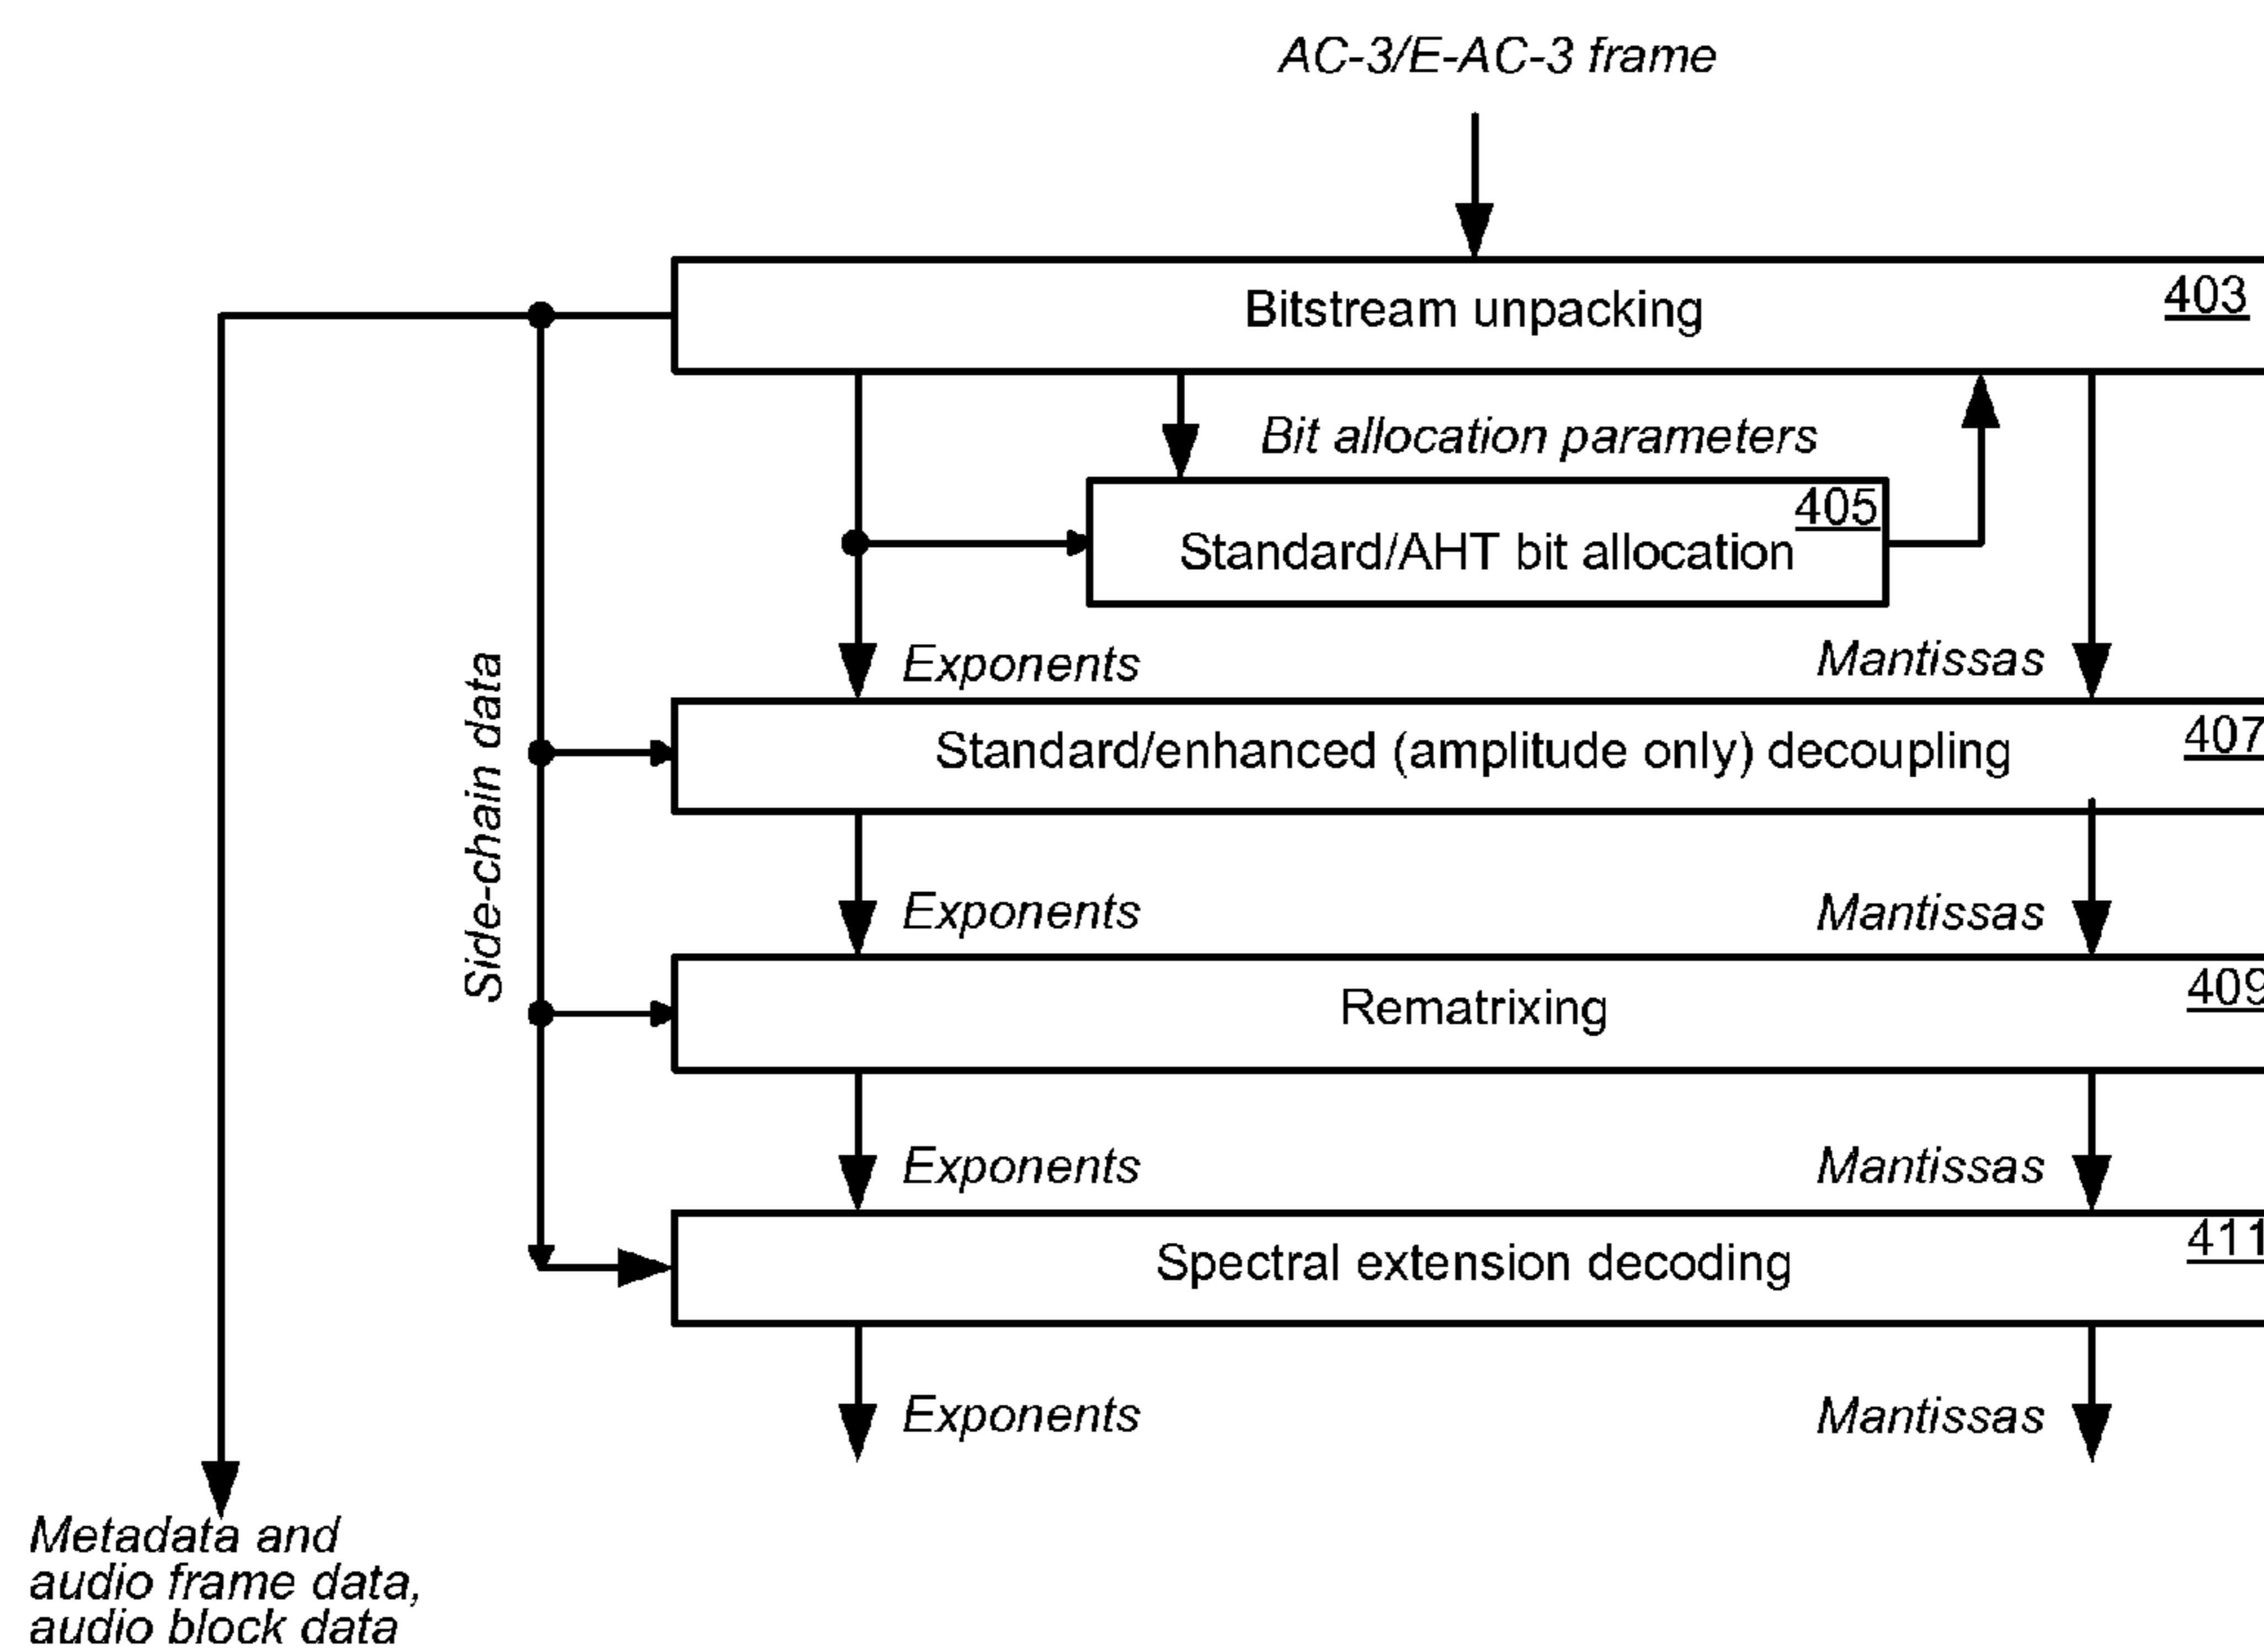 AC-3/E-AC-3 frame
Bitstream unpacking
403
Bit allocation parameters
405
Standard/AHT bit allocation
Exponents
Mantissas
Side-chain data
Standard/enhanced (amplitude only) decoupling
407
Exponents
Mantissas
Rematrixing
409
Exponents
Mantissas
Spectral extension decoding
411
Exponents
Mantissas
Metadata and
audio frame data,
audio block data